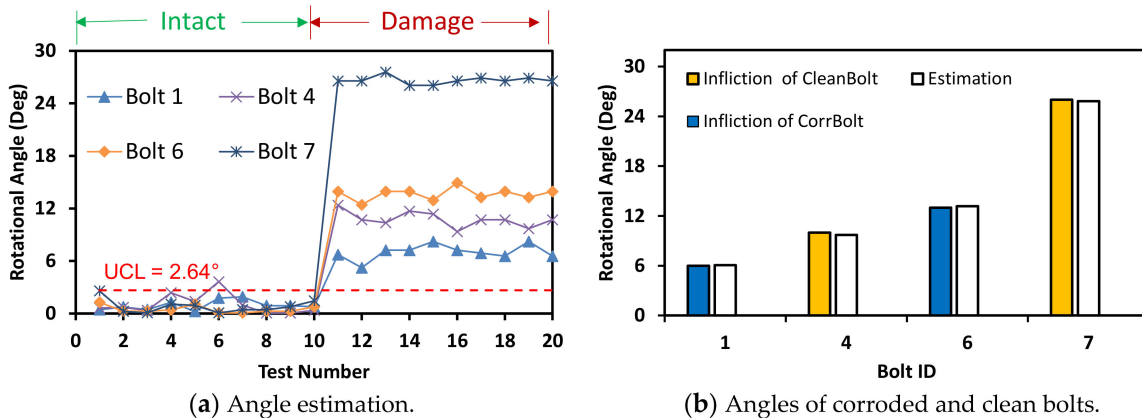 Intact
Damage
30
24
18
12
6
0
Rotational Angle (Deg)
Bolt 1
Bolt 4
Bolt 6
Bolt 7
UCL = 2.64°
0 2 4 6 8 10 12 14 16 18 20
Test Number
(a) Angle estimation.
30
24
18
12
6
0
Rotational Angle (Deg)
Infliction of CleanBolt
Estimation
Infliction of CorrBolt
1 4 6 7
Bolt ID
(b) Angles of corroded and clean bolts.